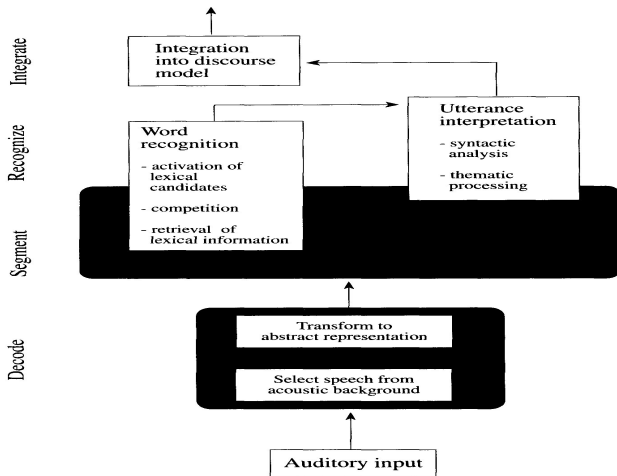 Integrate
Integration
into discourse
model
Recognize
Word
recognition
- activation of
lexical
candidates
- competition
- retrieval of
lexical information
Utterance
interpretation
- syntactic
analysis
- thematic
processing
Segment
Decode
Transform to
abstract representation
Select speech from
acoustic background
Auditory input